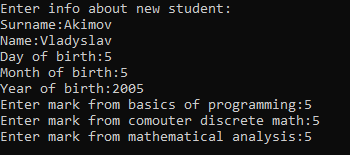 Enter info about new student:
Surname:Akimov
Name:Vladyslav
Day of birth:5
Month of birth:5
Year of birth:2005
Enter mark from basics of programming:5
Enter mark from comouter discrete math:5
Enter mark from mathematical analysis:5